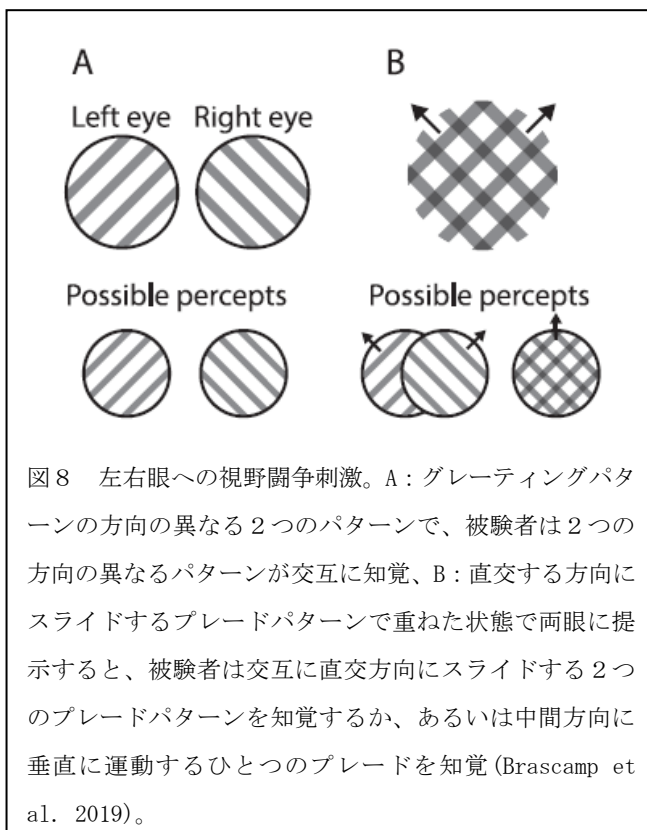 A B
Left eye Right eye
Possible percepts Possible percepts
図８　左右眼への視野闘争刺激。A：グレーティングパタ
ーンの方向の異なる２つのパターンで、被験者は２つの
方向の異なるパターンが交互に知覚、B：直交する方向に
スライドするプレードパターンで重ねた状態で両眼に提
示すると、被験者は交互に直交方向にスライドする２つ
のプレードパターンを知覚するか、あるいは中間方向に
垂直に運動するひとつのプレードを知覚(Brascamp et
al. 2019)。